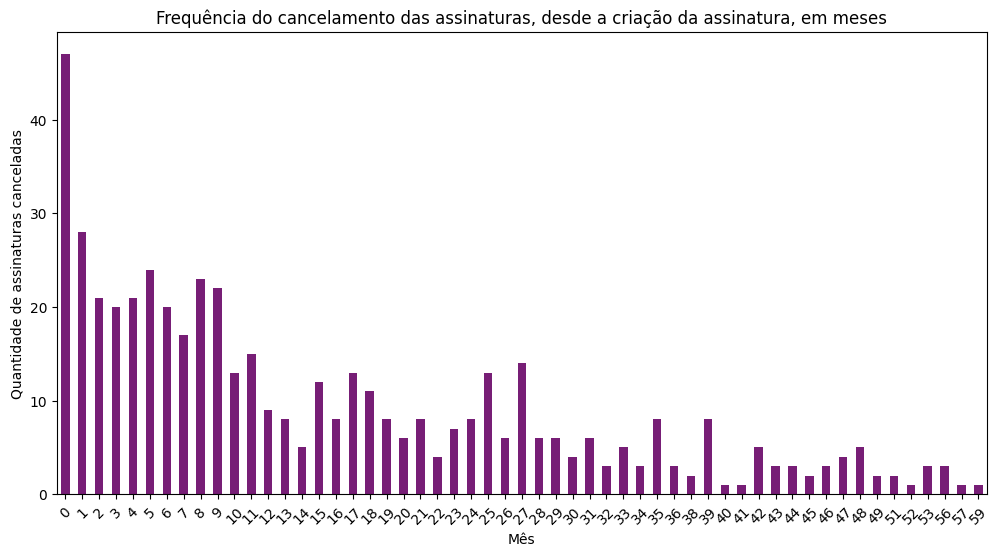 Frequência do cancelamento das assinaturas, desde a criação da assinatura, em meses
Quantidade de assinaturas canceladas
40
30
20
10
0
0 1 2 3 4 5 6 7 8 9 10 11 12 13 14 15 16 17 18 19 20 21 22 23 24 25 26 27 28 29 30 31 32 33 34 35 36 38 39 40 41 42 43 44 45 46 47 48 49 51 52 53 56 57 59
Mês